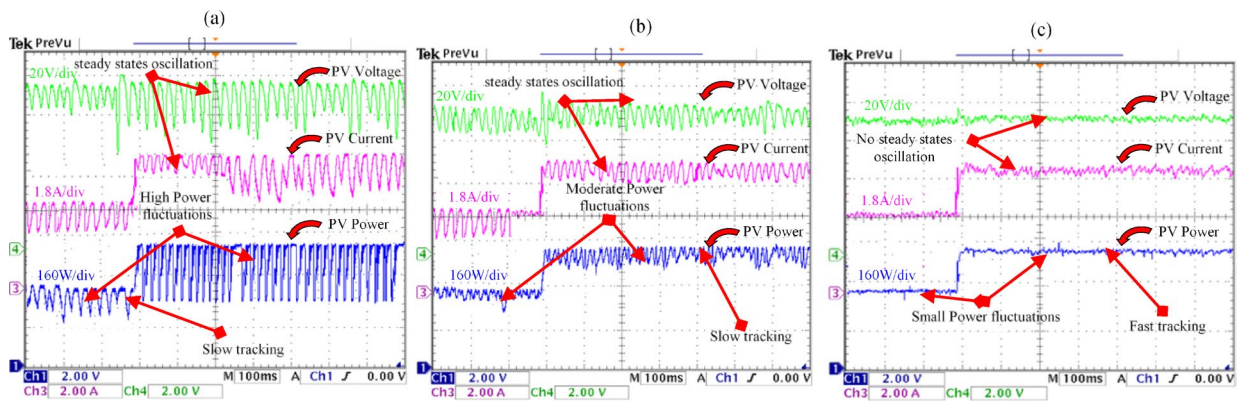 (a)
Tek PreVu
steady states oscillation
20V/div
PV Voltage
PV Current
1.8A/div
High Power
fluctuations
PV Power
4
160W/div
3
Slow tracking
1
Ch1 2.00 V M 100ms A Ch1 ∫ 0.00 V
Ch3 2.00 A Ch4 2.00 V
(b)
Tek PreVu
steady states oscillation
20V/div
PV Voltage
PV Current
1.8A/div
Moderate Power
fluctuations
PV Power
4
160W/div
3
Slow tracking
1
Ch1 2.00 V M 100ms A Ch1 ∫ 0.00 V
Ch3 2.00 A Ch4 2.00 V
(c)
Tek PreVu
20V/div
PV Voltage
No steady states
oscillation
PV Current
1.8A/div
PV Power
4
160W/div
3
Small Power fluctuations
Fast tracking
1
Ch1 2.00 V M 100ms A Ch1 ∫ 0.00 V
Ch3 2.00 A Ch4 2.00 V